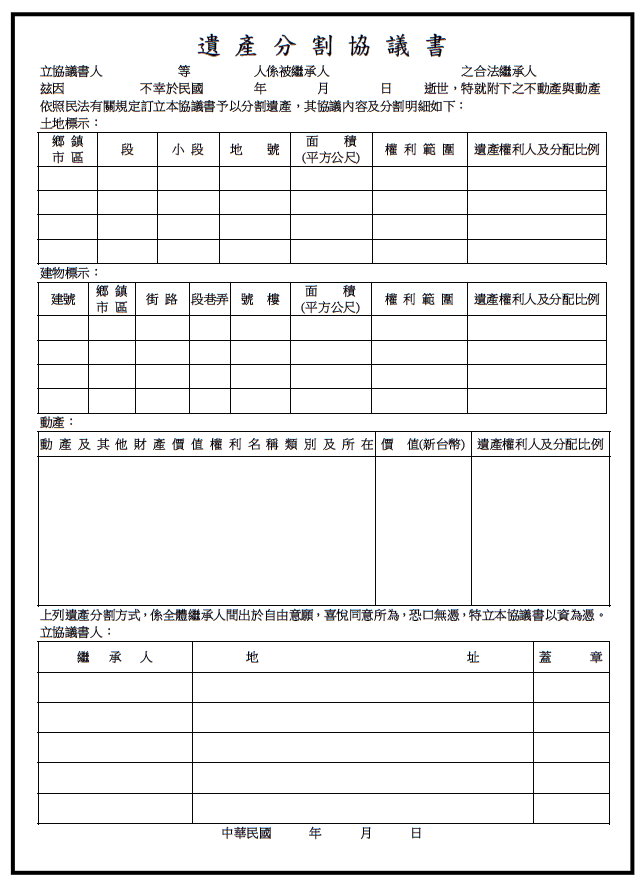 遺產分割協議書
立協議書人 等 人係被繼承人 之合法繼承人
茲因 不幸於民國 年 月 日 逝世，特就附下之不動產與動產
依照民法有關規定訂立本協議書予以分割遺產，其協議內容及分割明細如下：
土地標示：
鄉鎮市區 段 小段 地號 面積(平方公尺) 權利範圍 遺產權利人及分配比例
建物標示：
建號 鄉鎮市區 街路 段巷弄 號樓 面積(平方公尺) 權利範圍 遺產權利人及分配比例
動產：
動產及其他財產價值權利名稱類別及所在 價值(新台幣) 遺產權利人及分配比例
上列遺產分割方式，係全體繼承人間出於自由意願，喜悅同意所為，恐口無憑，特立本協議書以資為憑。
立協議書人：
繼承人 地址 蓋章
中華民國 年 月 日